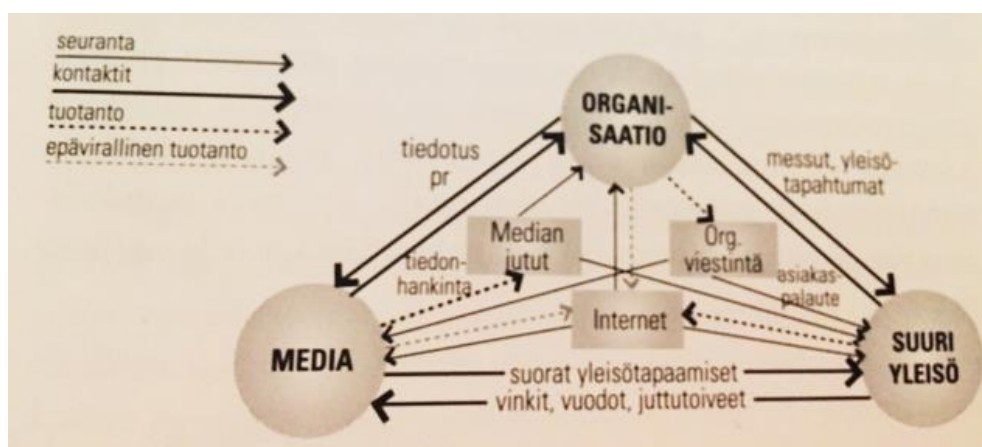 seuranta
kontaktit
tuotanto
epävirallinen tuotanto
ORGANI-
SAATIO
tiedotus
pr
messut, yleisö-
tapahtumat
Median
jutut
Org.
viestintä
tiedon-
hankinta
asiakas-
palaute
Internet
MEDIA
SUURI
YLEISÖ
suorat yleisötapaamiset
vinkit, vuodot, juttutoiveet